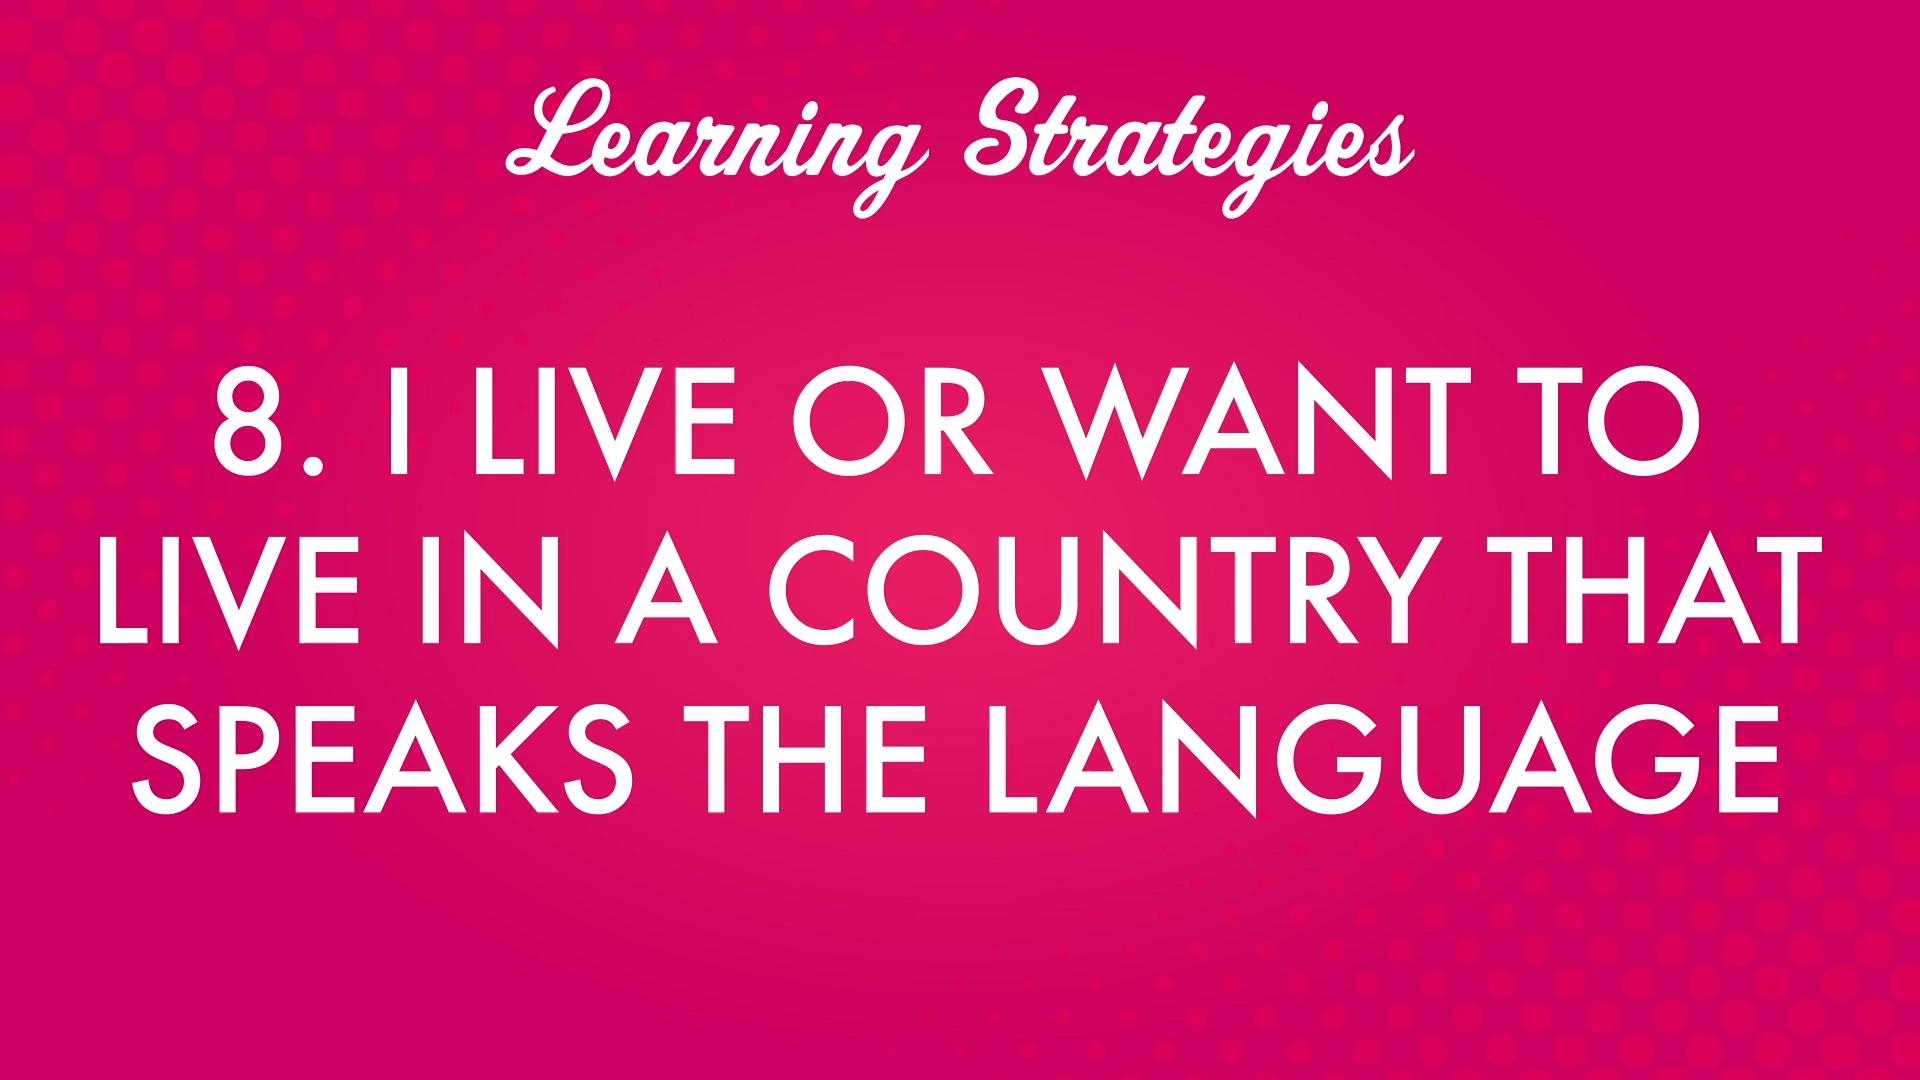 Learning Strategies
8. I LIVE OR WANT TO
LIVE IN A COUNTRY THAT
SPEAKS THE LANGUAGE